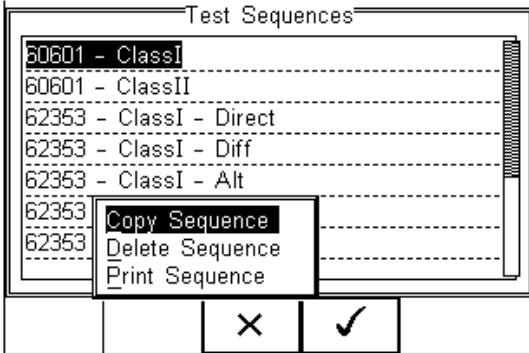 Test Sequences
60601 - ClassI
60601 - ClassII
62353 - ClassI - Direct
62353 - ClassI - Diff
62353 - ClassI - Alt
62353
62353
Copy Sequence
Delete Sequence
Print Sequence